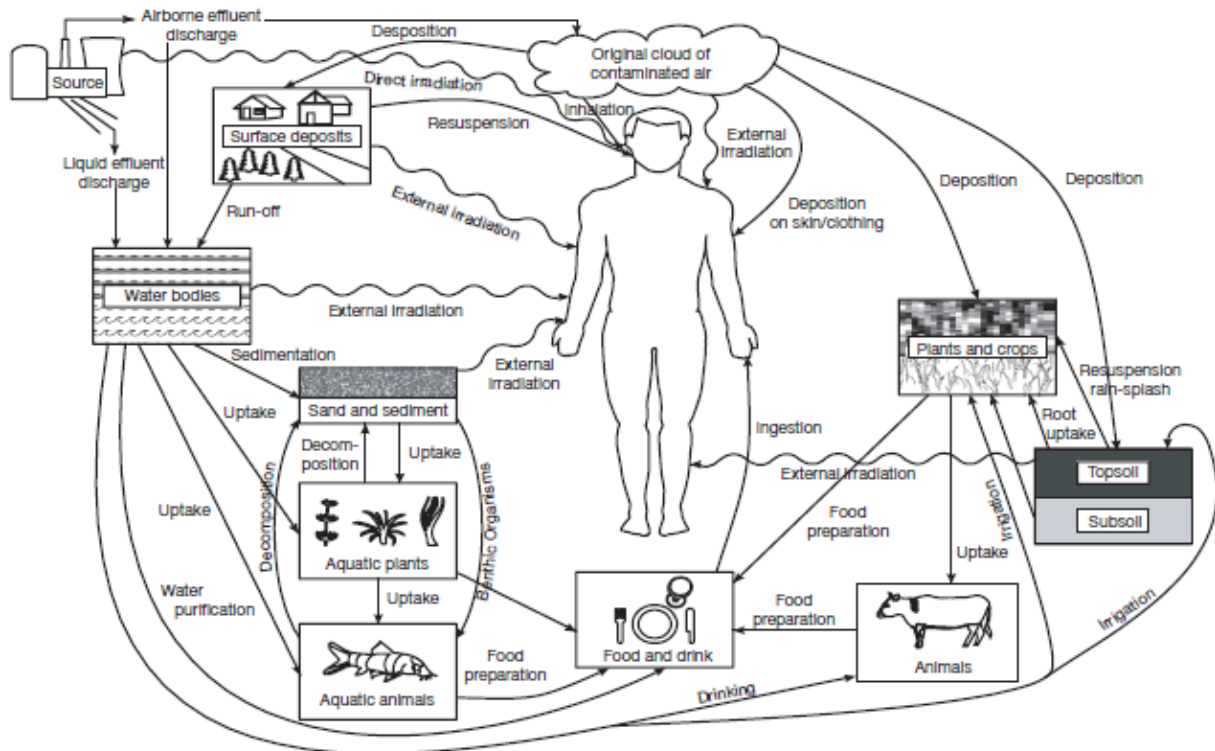 Airborne effluent
discharge
Source
Desposition
Original cloud of
contaminated air
Direct irradiation
Inhalation
Surface deposits
Resuspension
External
irradiation
Liquid effluent
discharge
Deposition
Deposition
Deposition
on skin/clothing
External irradiation
Run-off
Water bodies
External irradiation
Sedimentation
External
irradiation
Plants and crops
Resuspension
rain-splash
Sand and sediment
Uptake
Root
uptake
Ingestion
Decom-
position
Uptake
External irradiation
Topsoil
Subsoil
Decomposition
Benthic Organisms
Uptake
Irrigation
Food
preparation
Aquatic plants
Uptake
Water
purification
Uptake
Irrigation
Food
preparation
Food and drink
Food
preparation
Animals
Aquatic animals
Drinking